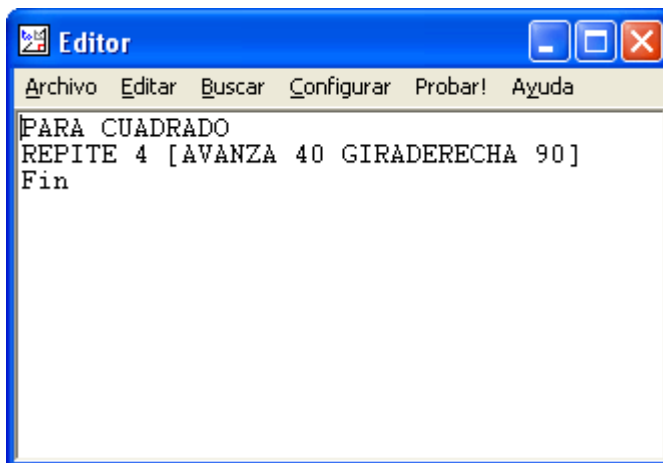 Editor
Archivo Editar Buscar Configurar Probar! Ayuda
PARA CUADRADO
REPITE 4 [AVANZA 40 GIRADERECHA 90]
Fin